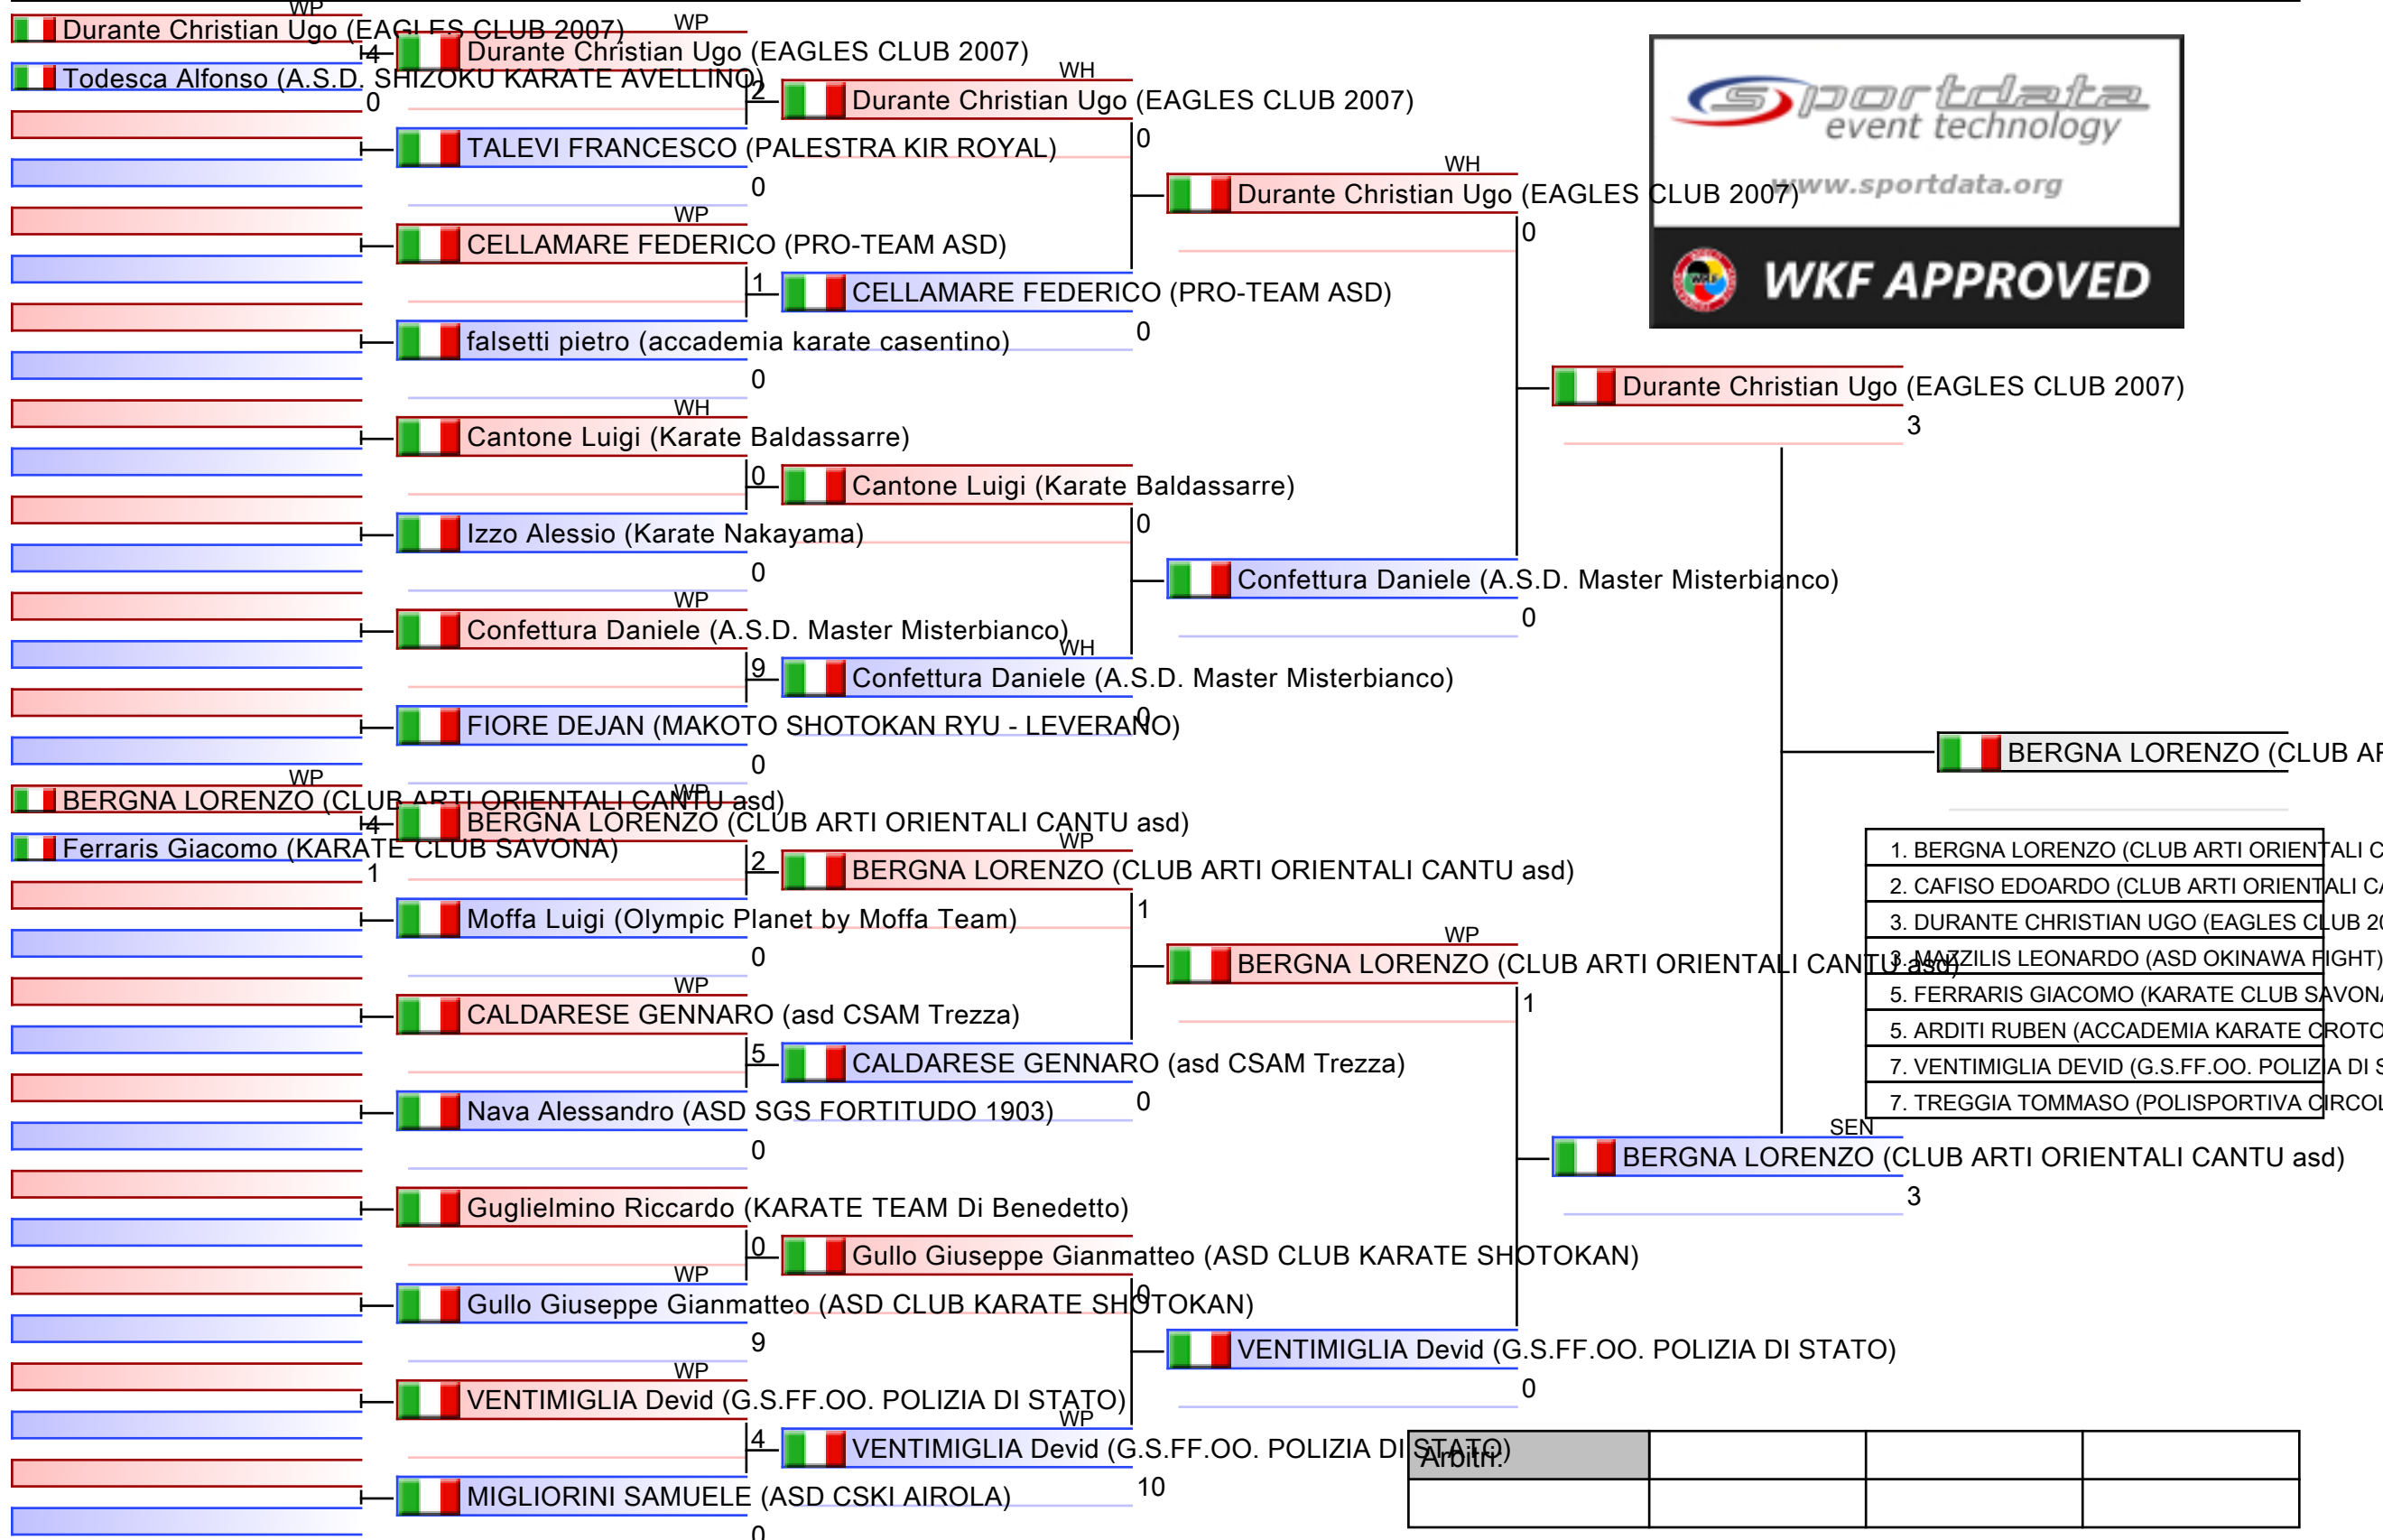 WP
Durante Christian Ugo (EAGLES CLUB 2007)
4
Todesca Alfonso (A.S.D. SHIZOKU KARATE AVELLINO)
0
WP
BERGNA LORENZO (CLUB ARTI ORIENTALI CANTU asd)
4
Ferraris Giacomo (KARATE CLUB SAVONA)
1
WP
Durante Christian Ugo (EAGLES CLUB 2007)
2
TALEVI FRANCESCO (PALESTRA KIR ROYAL)
0
WP
CELLAMARE FEDERICO (PRO-TEAM ASD)
1
falsetti pietro (accademia karate casentino)
0
WH
Cantone Luigi (Karate Baldassarre)
0
Izzo Alessio (Karate Nakayama)
0
WP
Confettura Daniele (A.S.D. Master Misterbianco)
9
FIORE DEJAN (MAKOTO SHOTOKAN RYU - LEVERANO)
0
WP
BERGNA LORENZO (CLUB ARTI ORIENTALI CANTU asd)
2
Moffa Luigi (Olympic Planet by Moffa Team)
0
WP
CALDARESE GENNARO (asd CSAM Trezza)
5
Nava Alessandro (ASD SGS FORTITUDO 1903)
0
Guglielmino Riccardo (KARATE TEAM Di Benedetto)
0
WP
Gullo Giuseppe Gianmatteo (ASD CLUB KARATE SHOTOKAN)
9
WP
VENTIMIGLIA Devid (G.S.FF.OO. POLIZIA DI STATO)
4
MIGLIORINI SAMUELE (ASD CSKI AIROLA)
0
WH
Durante Christian Ugo (EAGLES CLUB 2007)
0
CELLAMARE FEDERICO (PRO-TEAM ASD)
0
Cantone Luigi (Karate Baldassarre)
0
WH
Confettura Daniele (A.S.D. Master Misterbianco)
0
WP
BERGNA LORENZO (CLUB ARTI ORIENTALI CANTU asd)
1
CALDARESE GENNARO (asd CSAM Trezza)
0
Gullo Giuseppe Gianmatteo (ASD CLUB KARATE SHOTOKAN)
0
WP
VENTIMIGLIA Devid (G.S.FF.OO. POLIZIA DI STATO)
10
WH
Durante Christian Ugo (EAGLES CLUB 2007)
0
Confettura Daniele (A.S.D. Master Misterbianco)
0
WP
BERGNA LORENZO (CLUB ARTI ORIENTALI CANTU asd)
1
VENTIMIGLIA Devid (G.S.FF.OO. POLIZIA DI STATO)
0
Durante Christian Ugo (EAGLES CLUB 2007)
3
SEN
BERGNA LORENZO (CLUB ARTI ORIENTALI CANTU asd)
3
BERGNA LORENZO (CLUB AR
sportdata
event technology
www.sportdata.org
WKF APPROVED
1. BERGNA LORENZO (CLUB ARTI ORIENTALI C
2. CAFISO EDOARDO (CLUB ARTI ORIENTALI CA
3. DURANTE CHRISTIAN UGO (EAGLES CLUB 20
3. MAZZILIS LEONARDO (ASD OKINAWA FIGHT)
5. FERRARIS GIACOMO (KARATE CLUB SAVONA
5. ARDITI RUBEN (ACCADEMIA KARATE CROTO
7. VENTIMIGLIA DEVID (G.S.FF.OO. POLIZIA DI S
7. TREGGIA TOMMASO (POLISPORTIVA CIRCOL
Arbitri: